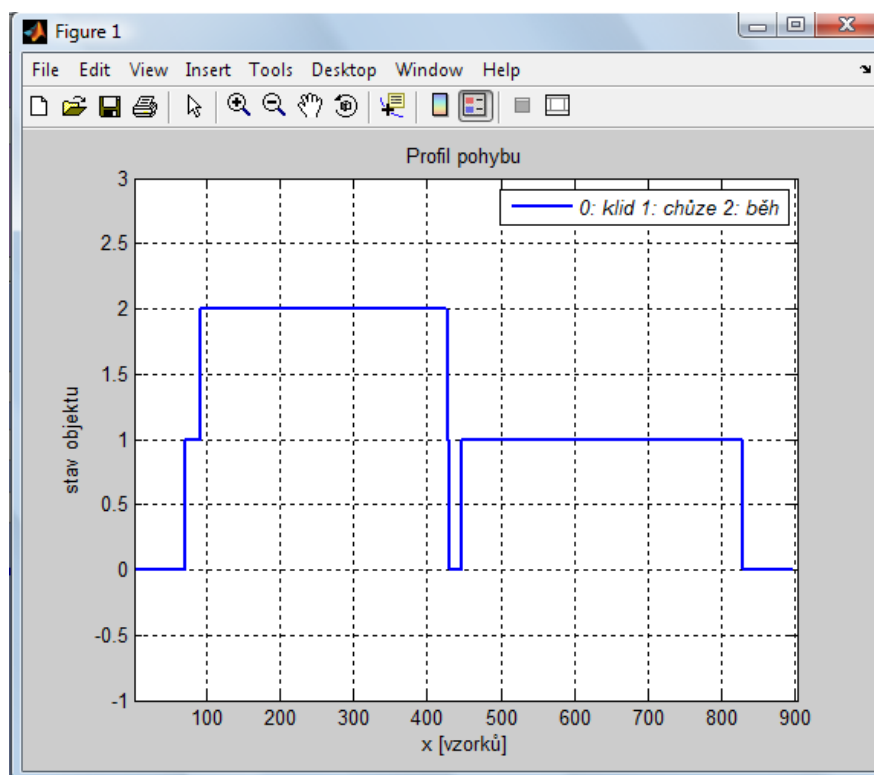 Figure 1
File Edit View Insert Tools Desktop Window Help
Profil pohybu
0: klid 1: chůze 2: běh
3
2.5
2
1.5
1
0.5
0
-0.5
-1
stav objektu
100 200 300 400 500 600 700 800 900
x [vzorků]